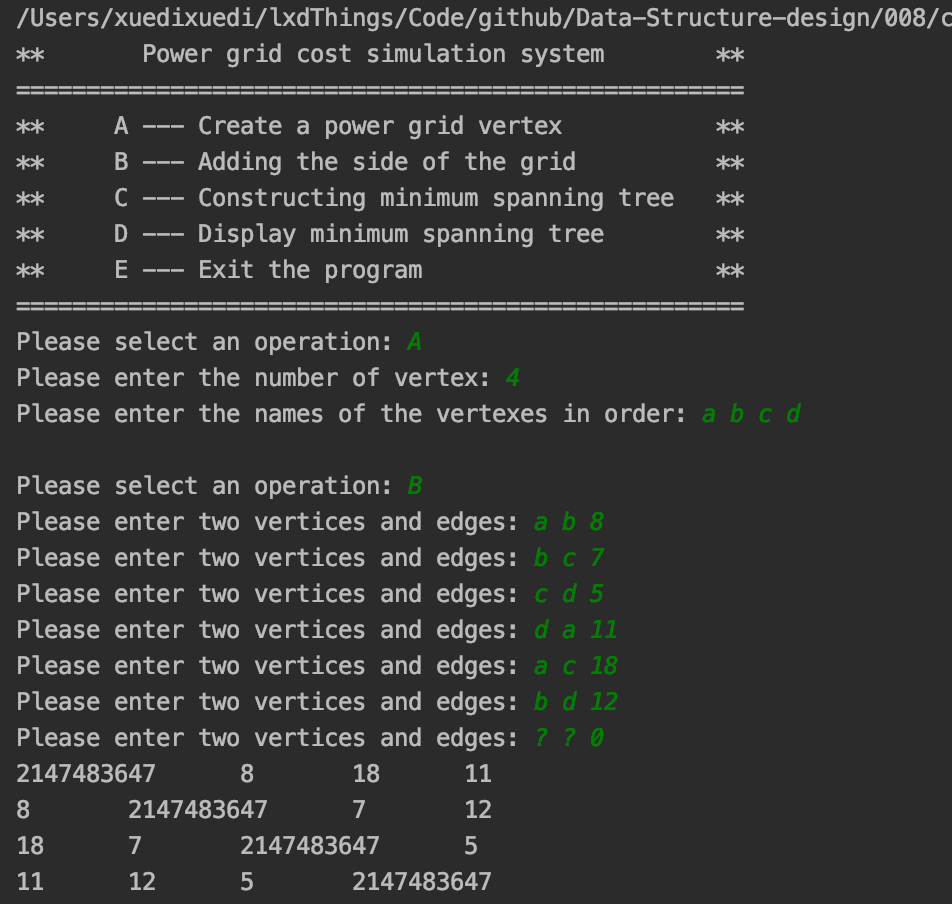 /Users/xuedixuedi/lxdThings/Code/github/Data-Structure-design/008/c
** Power grid cost simulation system **
====================================================
** A --- Create a power grid vertex **
** B --- Adding the side of the grid **
** C --- Constructing minimum spanning tree **
** D --- Display minimum spanning tree **
** E --- Exit the program **
====================================================
Please select an operation: A
Please enter the number of vertex: 4
Please enter the names of the vertexes in order: a b c d
Please select an operation: B
Please enter two vertices and edges: a b 8
Please enter two vertices and edges: b c 7
Please enter two vertices and edges: c d 5
Please enter two vertices and edges: d a 11
Please enter two vertices and edges: a c 18
Please enter two vertices and edges: b d 12
Please enter two vertices and edges: ? ? 0
2147483647 8 18 11
8 2147483647 7 12
18 7 2147483647 5
11 12 5 2147483647